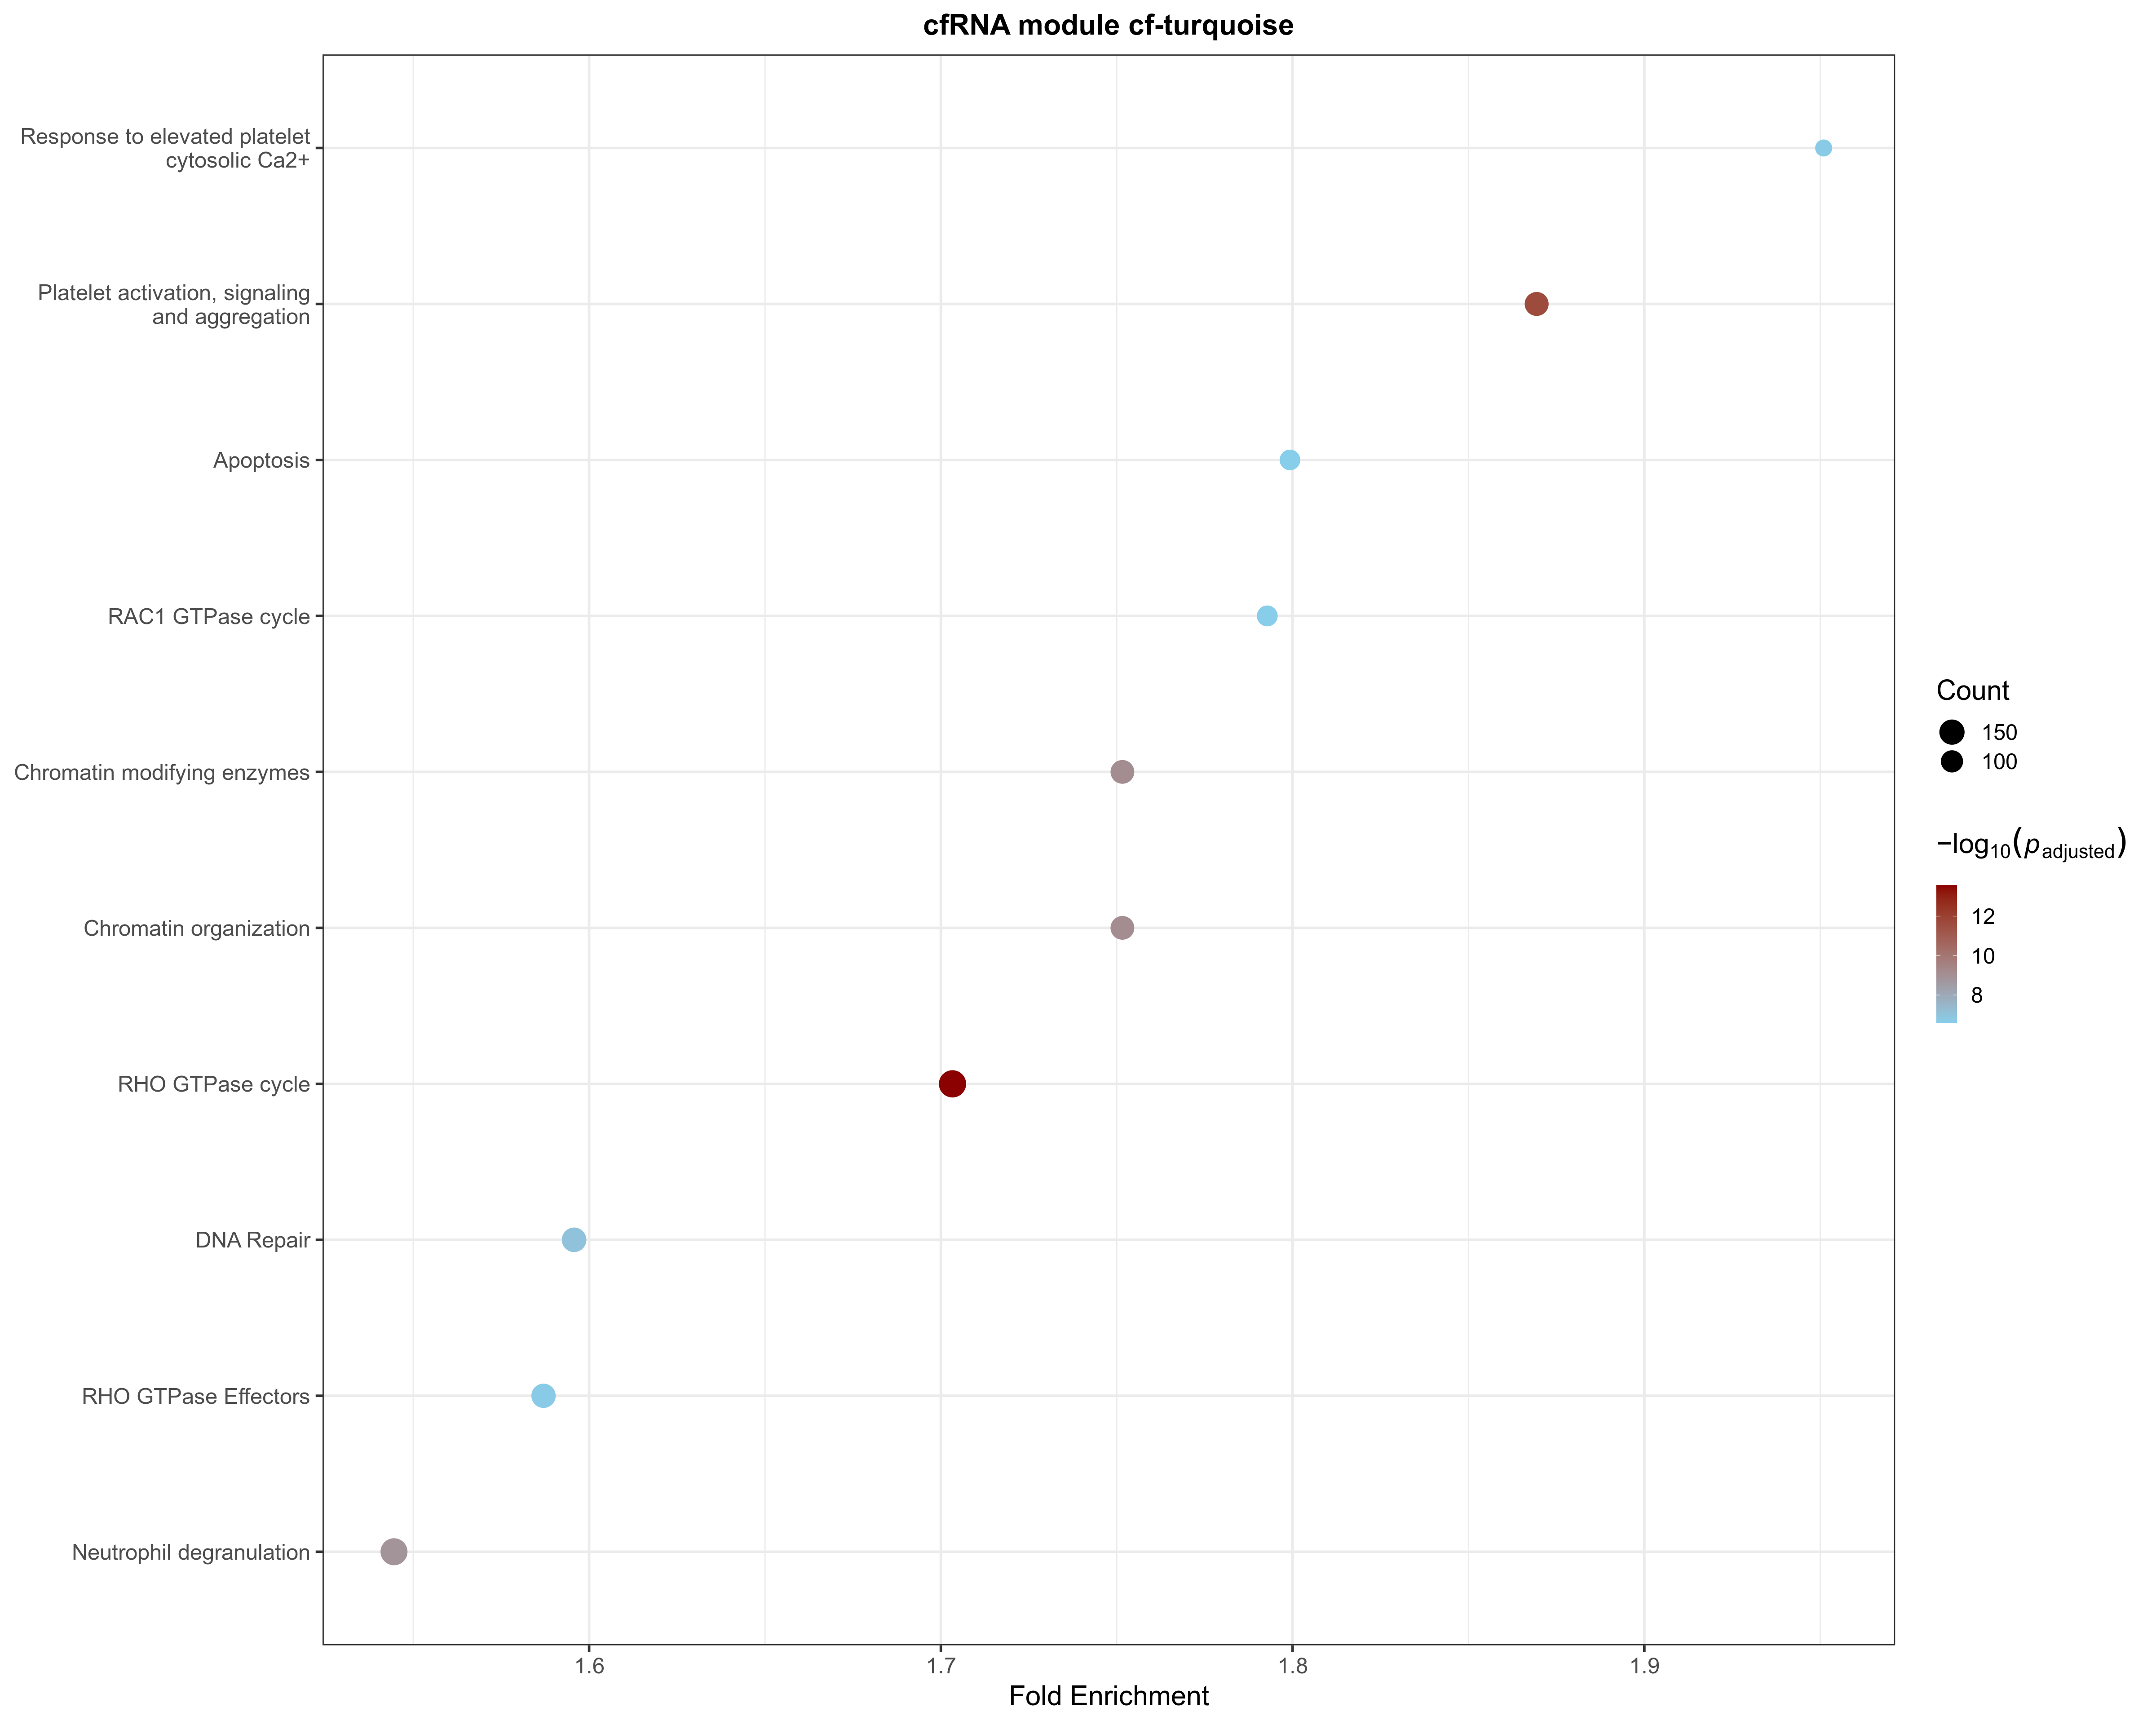 cfRNA module cf-turquoise
Response to elevated platelet
cytosolic Ca2+
Platelet activation, signaling
and aggregation
Apoptosis
RAC1 GTPase cycle
Chromatin modifying enzymes
Chromatin organization
RHO GTPase cycle
DNA Repair
RHO GTPase Effectors
Neutrophil degranulation
1.6 1.7 1.8 1.9
Fold Enrichment
Count
150
100
−log₁₀(p adjusted)
12
10
8